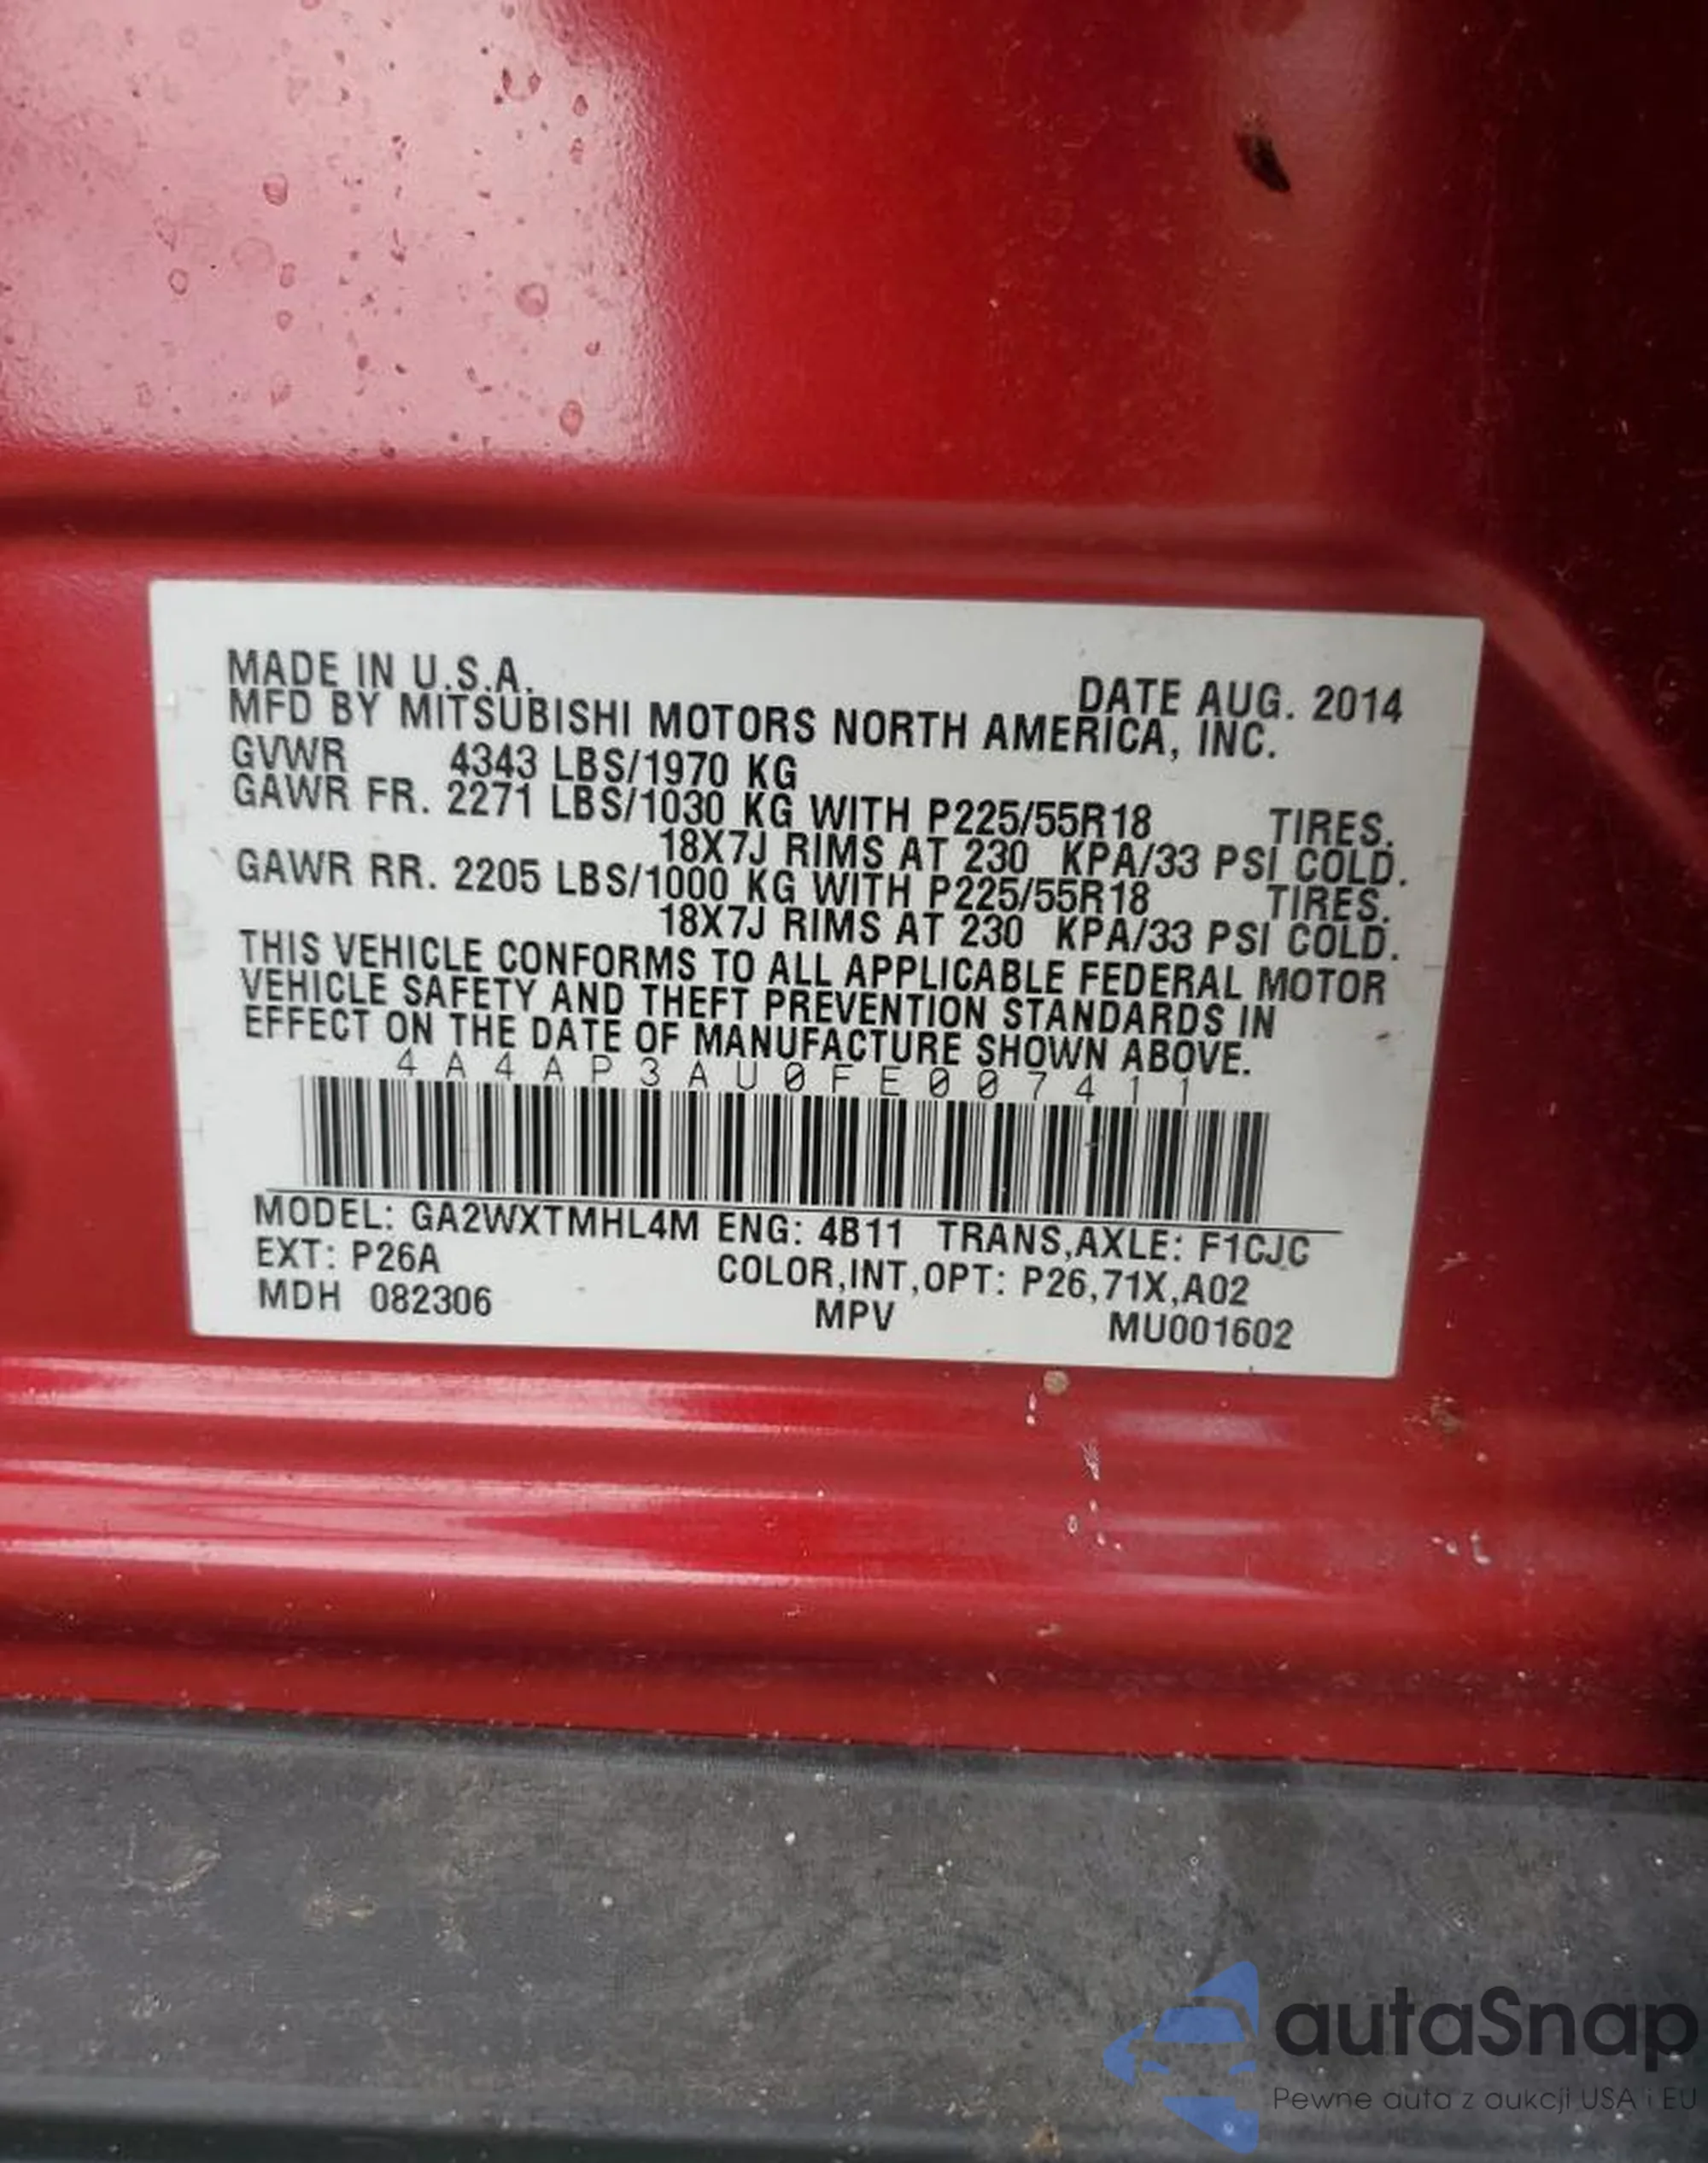 MADE IN U.S.A. DATE AUG. 2014
MFD BY MITSUBISHI MOTORS NORTH AMERICA, INC.
GVWR 4343 LBS/1970 KG
GAWR FR. 2271 LBS/1030 KG WITH P225/55R18 TIRES.
18X7J RIMS AT 230 KPA/33 PSI COLD.
GAWR RR. 2205 LBS/1000 KG WITH P225/55R18 TIRES.
18X7J RIMS AT 230 KPA/33 PSI COLD.
THIS VEHICLE CONFORMS TO ALL APPLICABLE FEDERAL MOTOR
VEHICLE SAFETY AND THEFT PREVENTION STANDARDS IN
EFFECT ON THE DATE OF MANUFACTURE SHOWN ABOVE.
4A4AP3AU0FE007411
MODEL: GA2WXTMHL4M ENG: 4B11 TRANS,AXLE: F1CJC
EXT: P26A COLOR,INT,OPT: P26,71X,A02
MDH 082306 MPV MU001602
autaSnap
Pewne auta z aukcji USA i EU